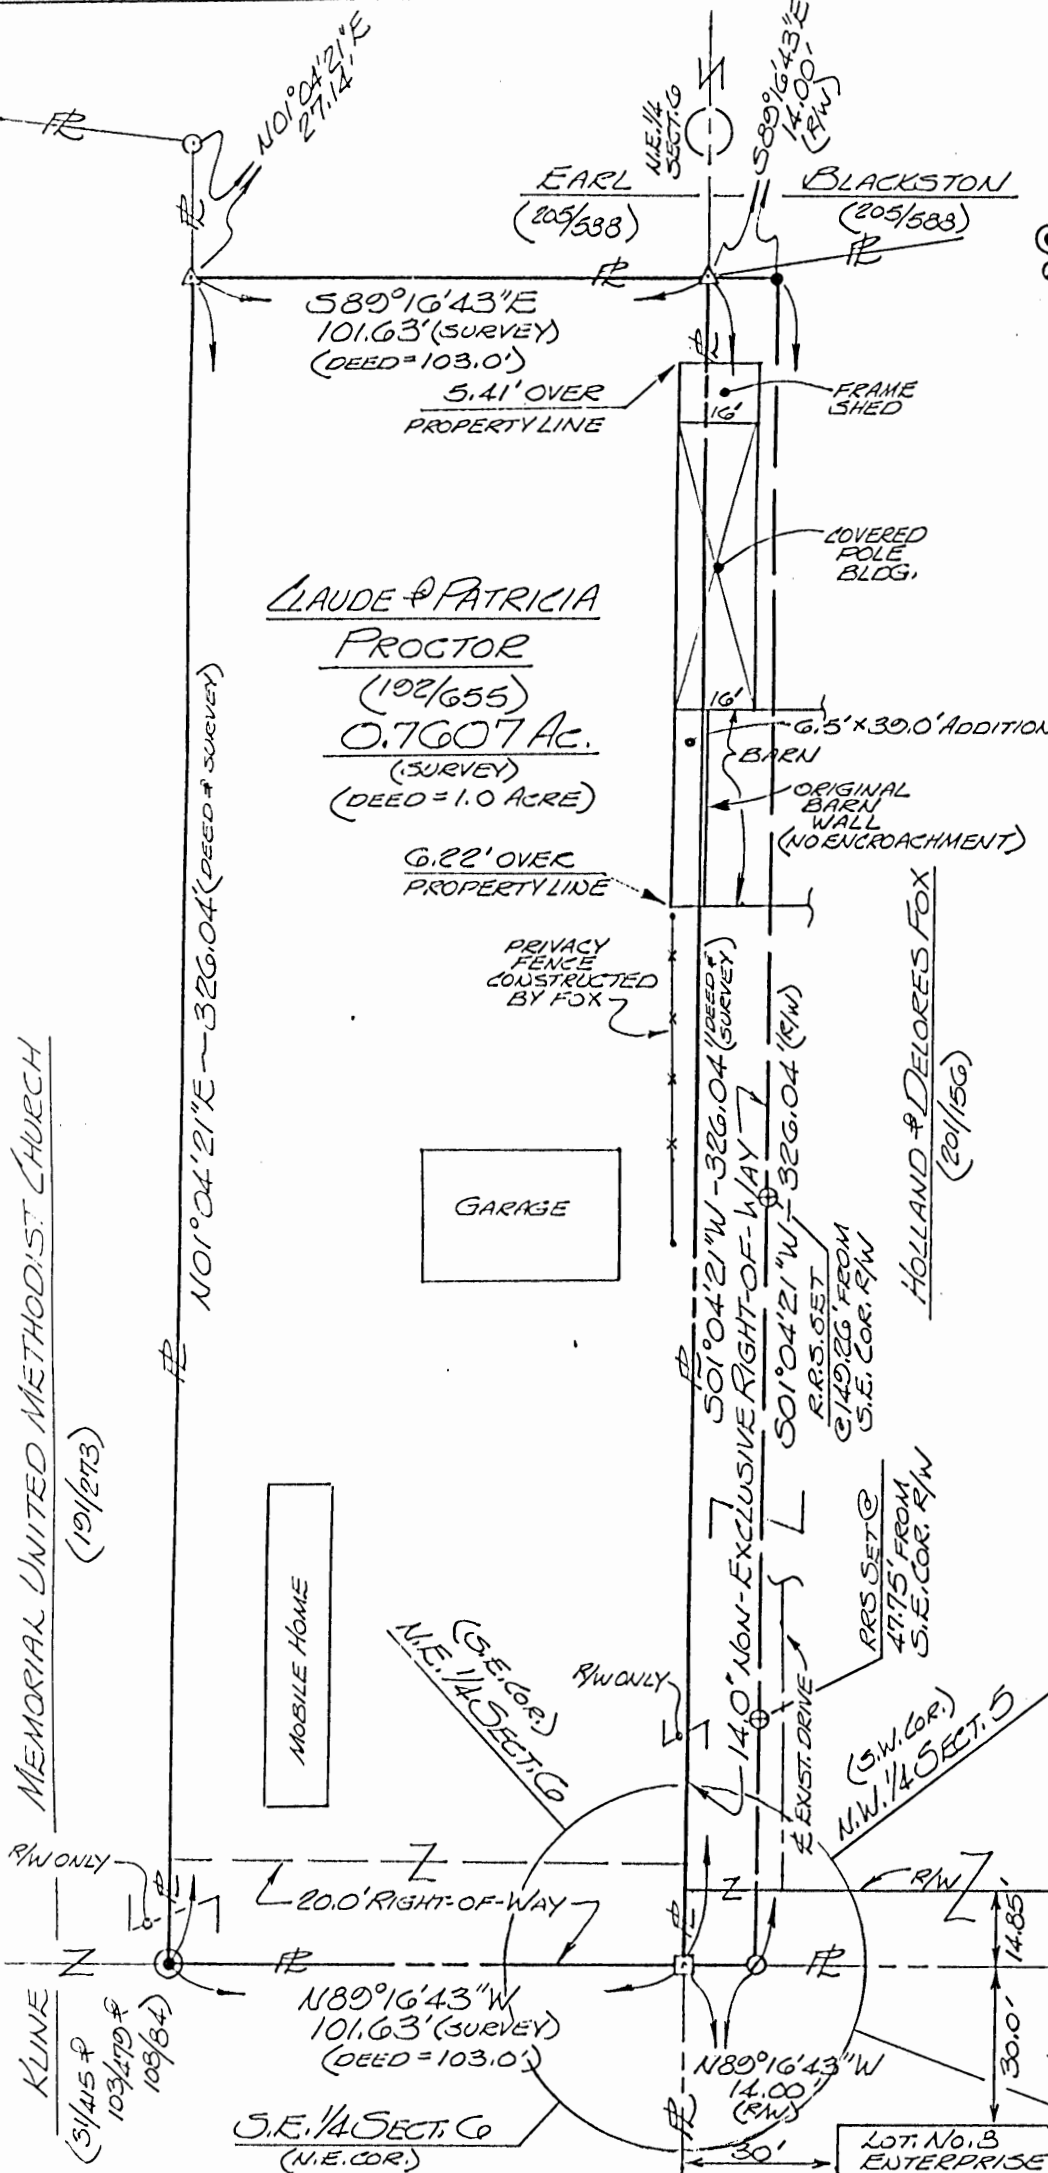 N01°04'21"E
27.14'
N.E.1/4
SECT.6
S89°16'43"E
14.00'
(R/W)
EARL
(205/588)
BLACKSTON
(205/588)
S89°16'43"E
101.63'(SURVEY)
(DEED=103.0')
5.41' OVER
PROPERTY LINE
FRAME
SHED
16'
COVERED
POLE
BLDG.
CLAUDE & PATRICIA
PROCTOR
(192/655)
0.7607 Ac.
(SURVEY)
(DEED = 1.0 ACRE)
16'
6.5'x39.0' ADDITION
BARN
ORIGINAL
BARN
WALL
(NO ENCROACHMENT)
6.22' OVER
PROPERTY LINE
PRIVACY
FENCE
CONSTRUCTED
BY FOX
N01°04'21"E—326.04'(DEED & SURVEY)
S01°04'21"W-326.04'(DEED &
SURVEY)
14.0' NON-EXCLUSIVE RIGHT-OF-WAY
S01°04'21"W-326.04'(R/W)
HOLLAND & DELORES FOX
(201/156)
GARAGE
R.R.S. SET
@149.26' FROM
S.E. COR. R/W
MEMORIAL UNITED METHODIST CHURCH
(191/273)
MOBILE HOME
RRS SET @
47.75' FROM
S.E. COR. R/W
(S.E. COR.)
N.E. 1/4 SECT. 6
R/W ONLY
℄ EXIST. DRIVE
(S.W. COR.)
N.W. 1/4 SECT. 5
R/W ONLY
20.0' RIGHT-OF-WAY
R/W
14.85'
N89°16'43"W
101.63' (SURVEY)
(DEED = 103.0')
KLINE
(31/415 &
103/479 &
108/84)
N89°16'43"W
14.00'
(R/W)
30.0'
S.E. 1/4 SECT. 6
(N.E. COR.)
30'
LOT. NO. 3
ENTERPRISE